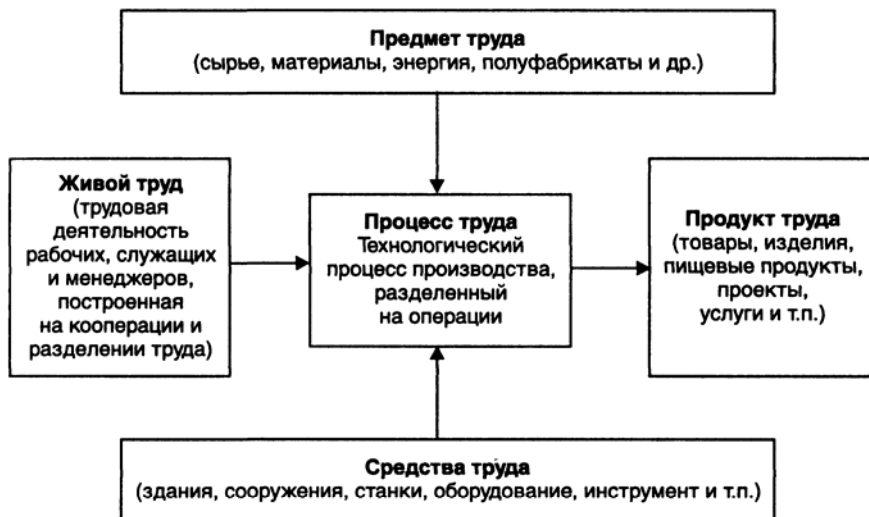 Предмет труда
(сырье, материалы, энергия, полуфабрикаты и др.)
Живой труд
(трудовая
деятельность
рабочих, служащих
и менеджеров,
построенная
на кооперации и
разделении труда)
Процесс труда
Технологический
процесс производства,
разделенный
на операции
Продукт труда
(товары, изделия,
пищевые продукты,
проекты,
услуги и т.п.)
Средства труда
(здания, сооружения, станки, оборудование, инструмент и т.п.)